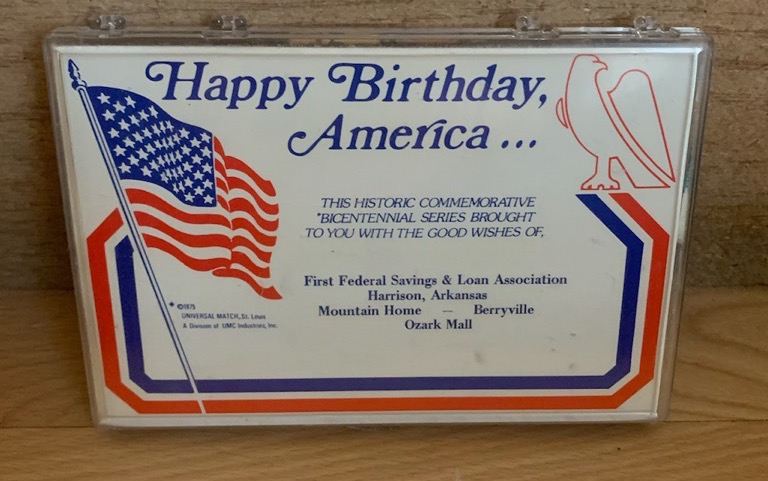 Happy Birthday,
America...
THIS HISTORIC COMMEMORATIVE
"BICENTENNIAL SERIES BROUGHT
TO YOU WITH THE GOOD WISHES OF,
First Federal Savings & Loan Association
Harrison, Arkansas
Mountain Home — Berryville
Ozark Mall
©1975
UNIVERSAL MATCH, St. Louis
A Division of UMC Industries, Inc.